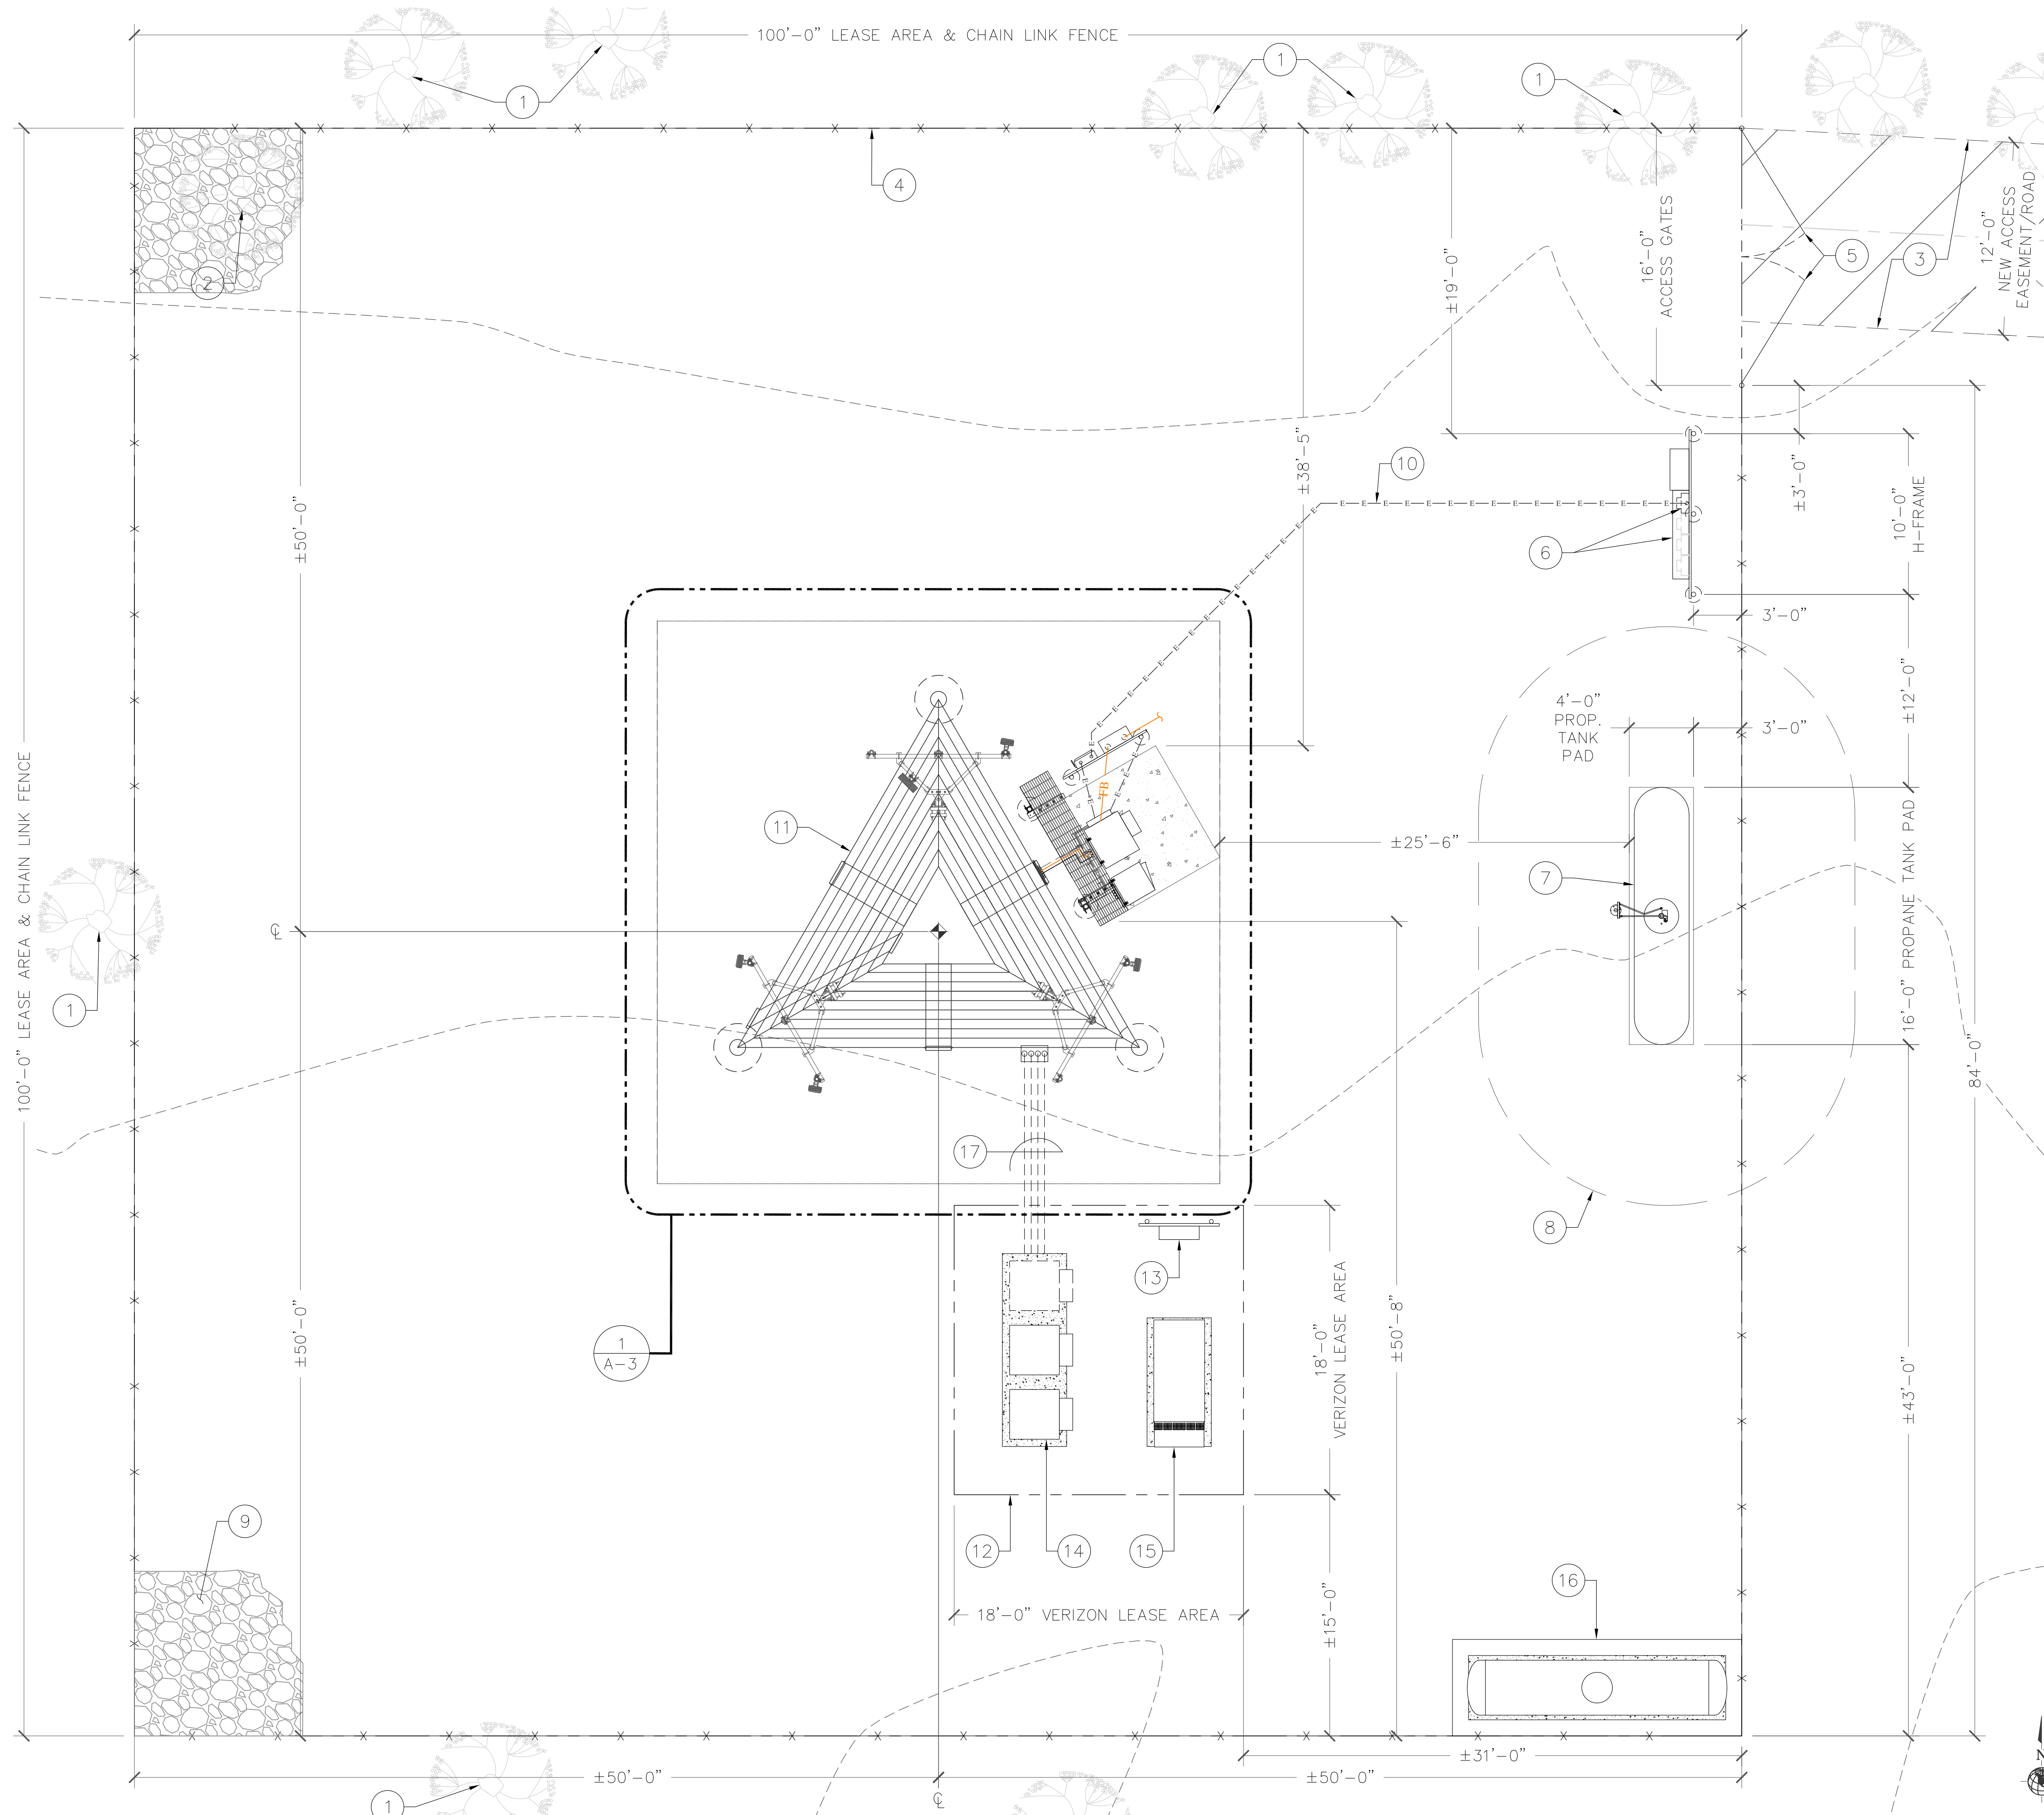 100'-0" LEASE AREA & CHAIN LINK FENCE
1
1
1
1
4
2
3
5
12'-0"
NEW ACCESS
EASEMENT/ROAD
16'-0"
ACCESS GATES
±19'-0"
±38'-5"
±50'-0"
10
±3'-0"
10'-0"
H-FRAME
6
E E E E E E E E E E E E E E E E E E
3'-0"
4'-0"
PROP.
TANK
PAD
3'-0"
±12'-0"
100'-0" LEASE AREA & CHAIN LINK FENCE
FB
11
±25'-6"
7
16'-0" PROPANE TANK PAD
℄
1
84'-0"
17
8
13
18'-0"
VERIZON LEASE AREA
±50'-8"
±50'-0"
1
A-3
±43'-0"
9
12
14
15
16
18'-0" VERIZON LEASE AREA
±15'-0"
±31'-0"
±50'-0"
±50'-0"
℄
1
N